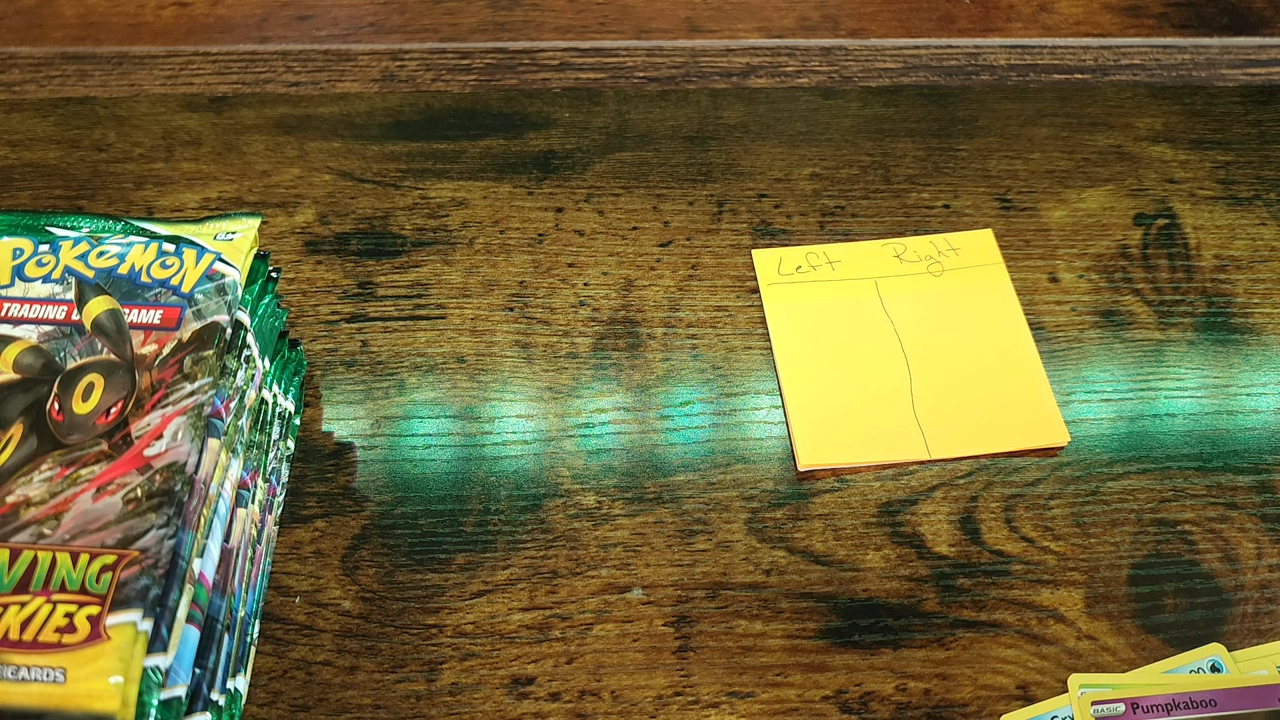 POKéMON
TRADING GAME
VING
KIES
CARDS
Left Right
BASIC Pumpkaboo